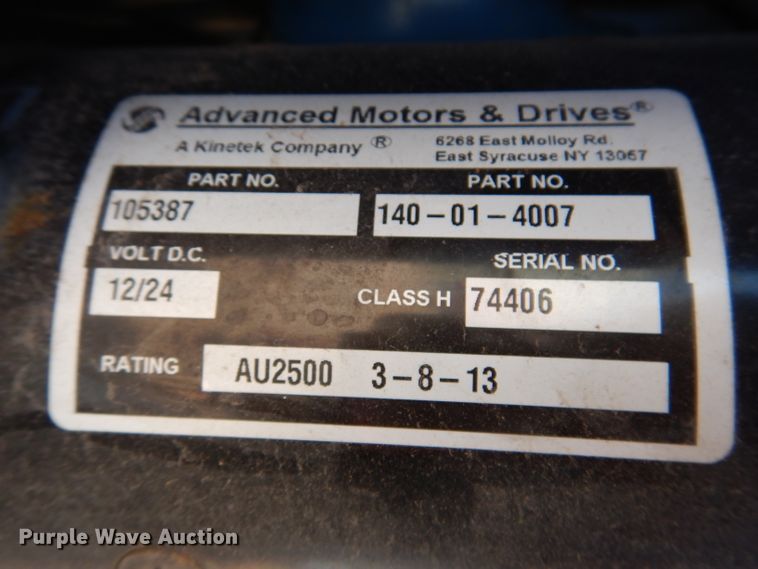 Advanced Motors & Drives®
A Kinetek Company ®
6268 East Molloy Rd.
East Syracuse NY 13057
PART NO.
105387
PART NO.
140-01-4007
VOLT D.C.
12/24
CLASS H
SERIAL NO.
74406
RATING
AU2500 3-8-13
Purple Wave Auction